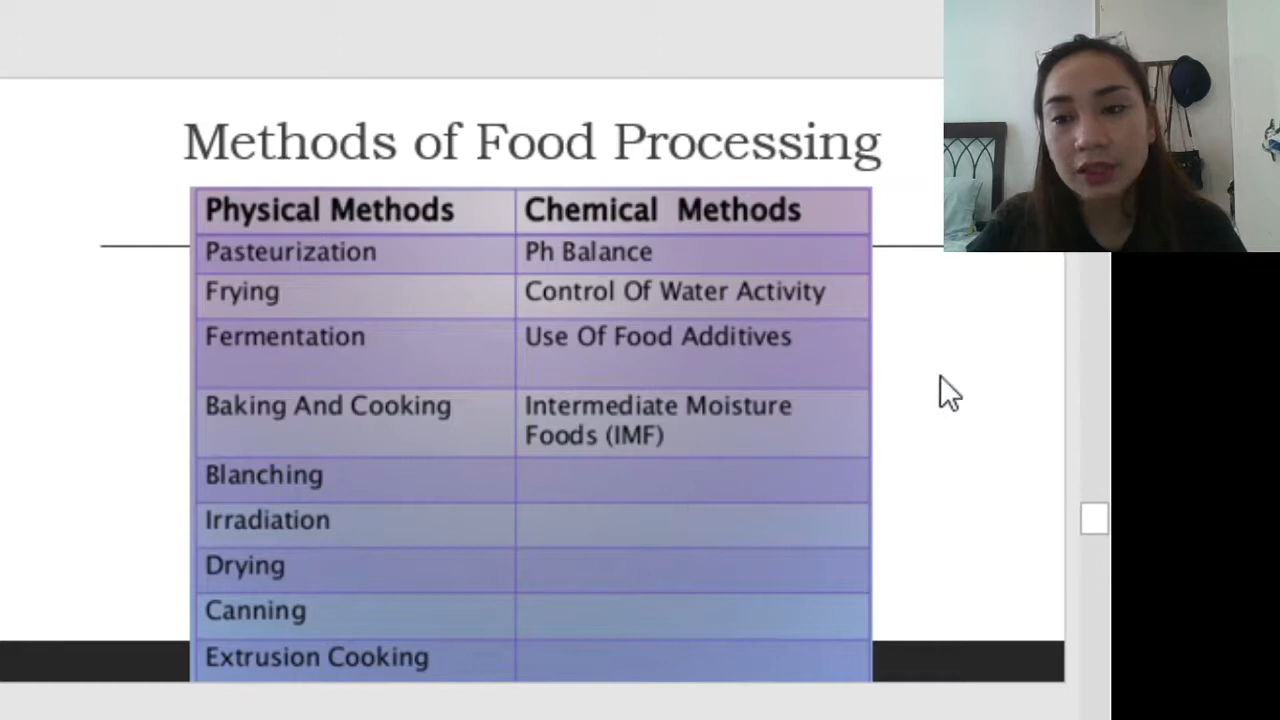 Methods of Food Processing
Physical Methods
Chemical Methods
Pasteurization
Ph Balance
Frying
Control Of Water Activity
Fermentation
Use Of Food Additives
Baking And Cooking
Intermediate Moisture
Foods (IMF)
Blanching
Irradiation
Drying
Canning
Extrusion Cooking